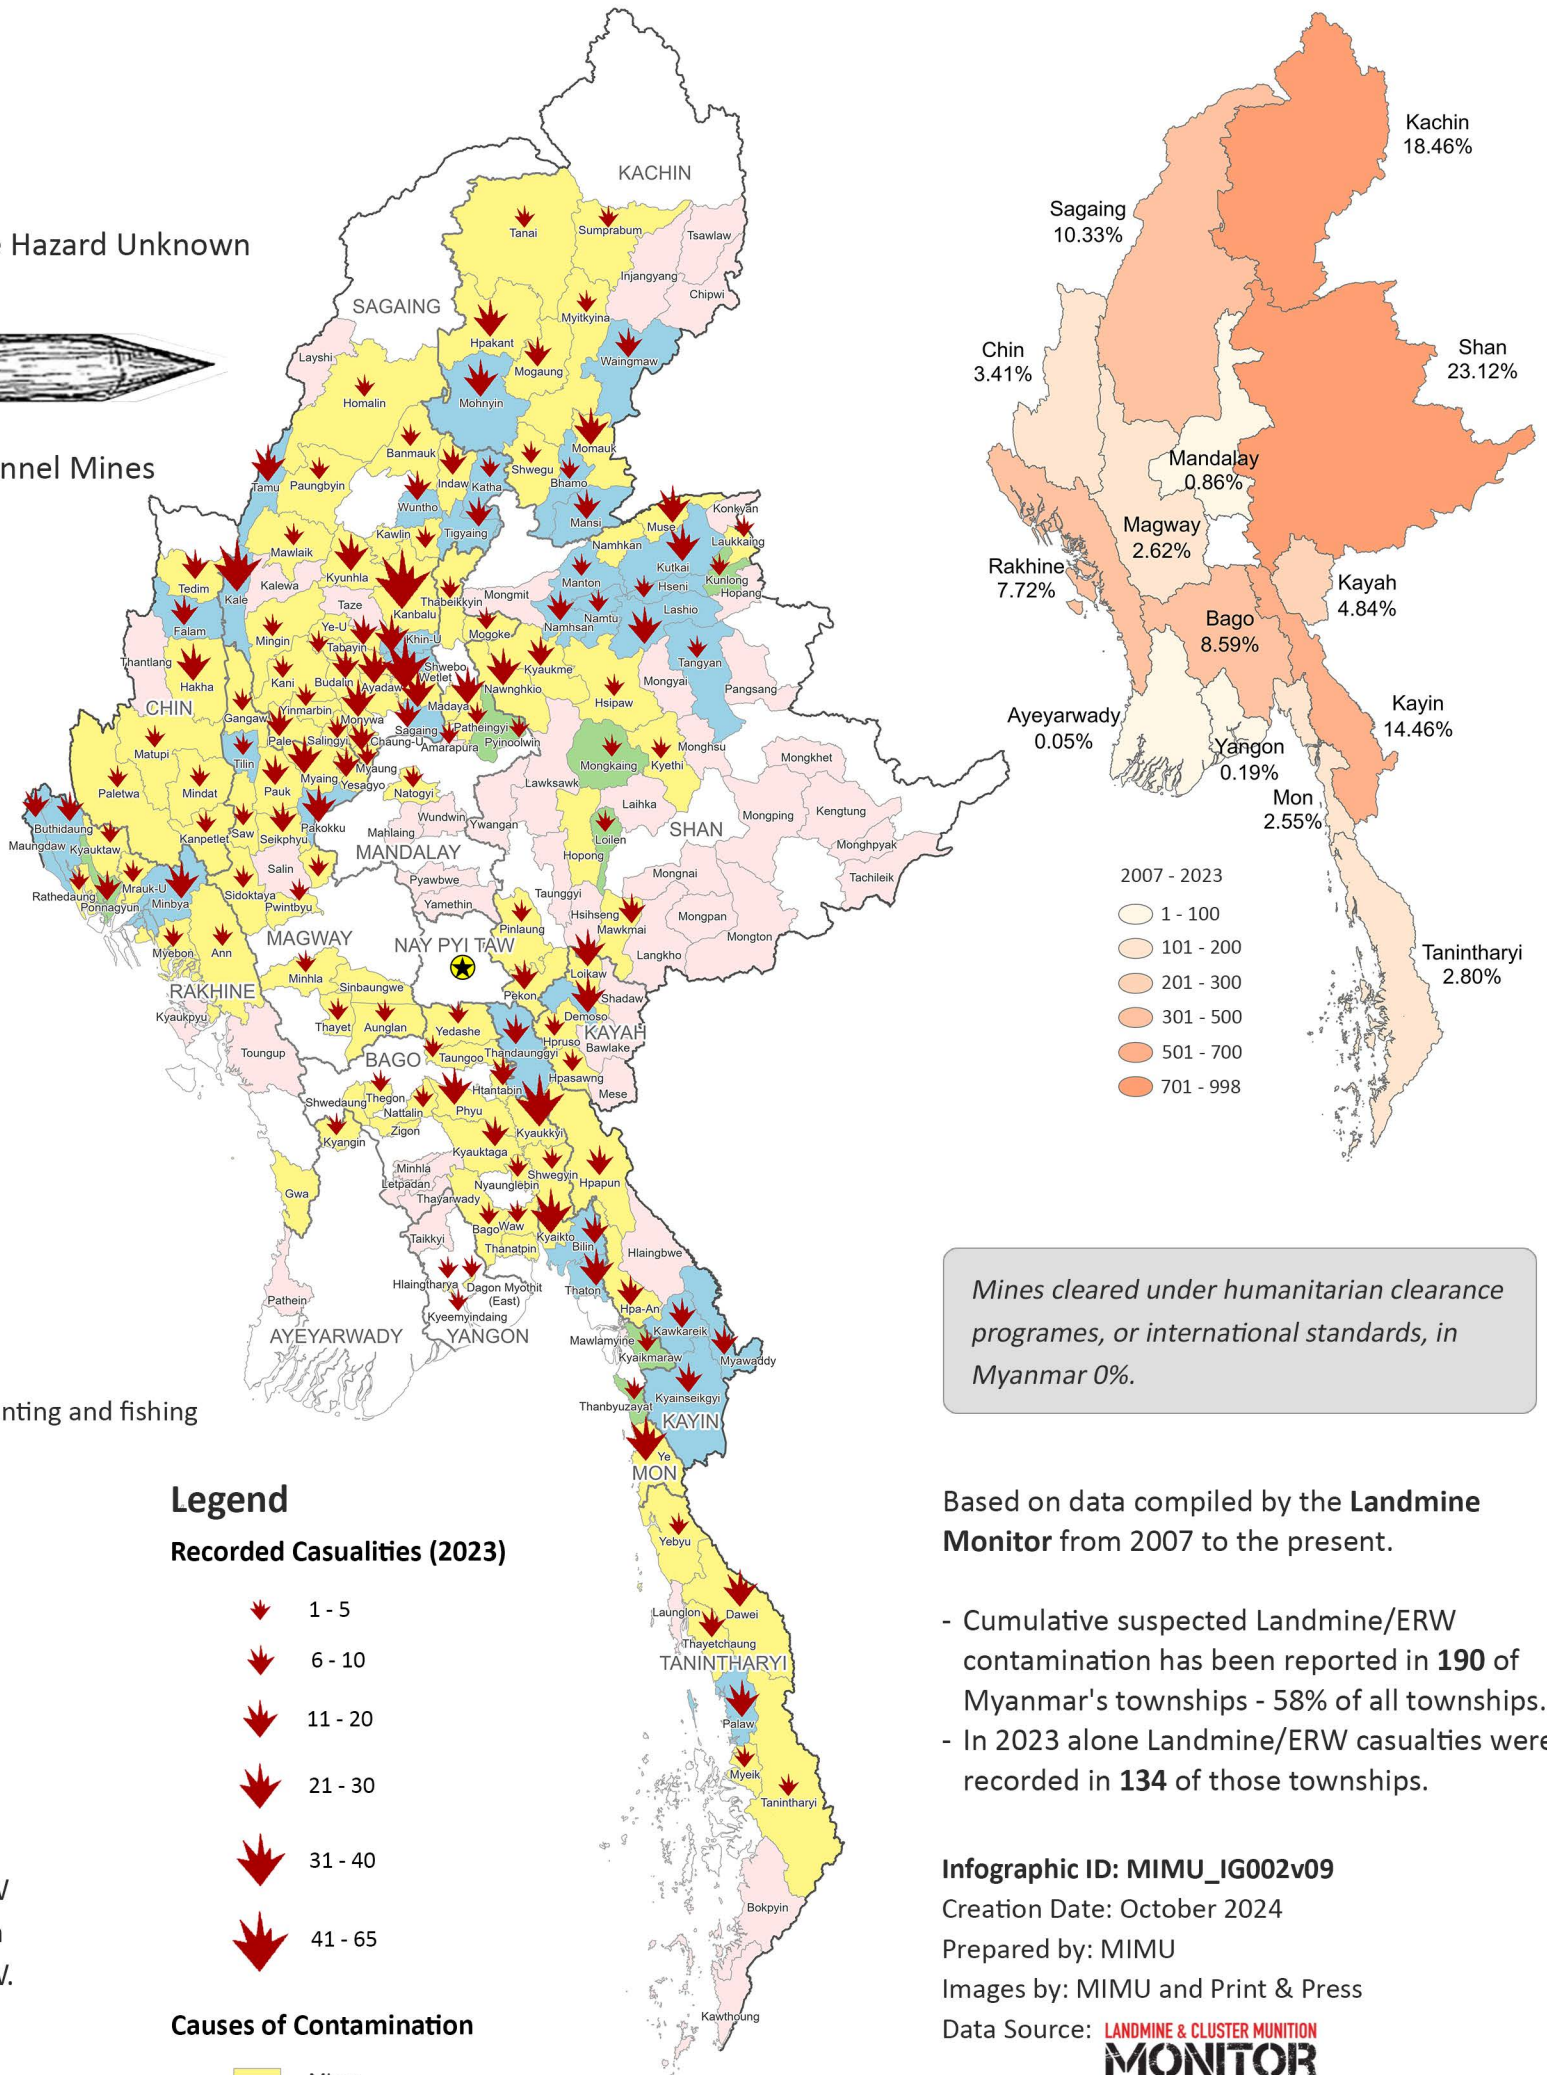 Hazard Unknown
nnel Mines
nting and fishing
KACHIN
Tanai
Sumprabum
Tsawlaw
Injangyang
Chipwi
SAGAING
Myitkyina
Hpakant
Waingmaw
Layshi
Mogaung
Homalin
Mohnyin
Banmauk
Momauk
Shwegu
Tamu
Paungbyin
Indaw
Katha
Bhamo
Wuntho
Mansi
Konkyan
Muse
Kawlin
Tigyaing
Laukkaing
Mawlaik
Namhkan
Kutkai
Tedim
Kyunhla
Manton
Hseni
Kunlong
Kale
Kalewa
Mongmit
Hopang
Taze
Kanbalu
Thabeikkyin
Lashio
Falam
Namhsan
Namtu
Mingin
Ye-U
Khin-U
Mogoke
Tabayin
Thantlang
Shwebo
Kyaukme
Tangyan
Hakha
Kani
Budalin
Ayadaw
Wetlet
Nawnghkio
Mongyai
Pangsang
CHIN
Yinmarbin
Madaya
Hsipaw
Gangaw
Monywa
Sagaing
Patheingyi
Pale
Salingyi
Chaung-U
Amarapura
Pyinoolwin
Monghsu
Matupi
Tilin
Myaung
Mongkaing
Kyethi
Mongkhet
Myaing
Yesagyo
Lawksawk
Paletwa
Mindat
Pauk
Natogyi
Laihka
Kengtung
Mongping
Buthidaung
Saw
Pakokku
Wundwin
Ywangan
SHAN
Maungdaw
Kyauktaw
Kanpetlet
Seikphyu
Mahlaing
Loilen
Monghpyak
MANDALAY
Hopong
Salin
Mongnai
Tachileik
Rathedaung
Mrauk-U
Pyawbwe
Ponnagyun
Minbya
Sidoktaya
Pwintbyu
Yamethin
Taunggyi
Hsihseng
Mongpan
Mawkmai
Pinlaung
Mongton
MAGWAY
NAY PYI TAW
Myebon
Ann
Langkho
Minhla
Loikaw
RAKHINE
Sinbaungwe
Pekon
Shadaw
Kyaukpyu
Thayet
Aunglan
Demoso
Yedashe
KAYAH
Hpruso
Bawlake
Toungup
BAGO
Taungoo
Thandaunggyi
Hpasawng
Htantabin
Mese
Shwedaung
Thegon
Nattalin
Phyu
Zigon
Kyangin
Kyaukkyi
Kyauktaga
Minhla
Shwegyin
Letpadan
Nyaunglebin
Hpapun
Gwa
Thayarwady
Bago
Waw
Taikkyi
Kyaikto
Bilin
Thanatpin
Hlaingbwe
Hlaingtharya
Dagon Myothit
(East)
Thaton
Pathein
Kyeemyindaing
Hpa-An
AYEYARWADY
YANGON
Mawlamyine
Kawkareik
Kyaikmaraw
Myawaddy
Thanbyuzayat
Kyainseikgyi
KAYIN
Ye
MON
Yebyu
Launglon
Dawei
Thayetchaung
TANINTHARYI
Palaw
Myeik
Tanintharyi
Bokpyin
Kawthoung
Legend
Recorded Casualities (2023)
1 - 5
6 - 10
11 - 20
21 - 30
31 - 40
41 - 65
Causes of Contamination
Kachin
18.46%
Sagaing
10.33%
Chin
3.41%
Shan
23.12%
Mandalay
0.86%
Magway
2.62%
Rakhine
7.72%
Kayah
4.84%
Bago
8.59%
Ayeyarwady
0.05%
Kayin
14.46%
Yangon
0.19%
Mon
2.55%
Tanintharyi
2.80%
2007 - 2023
1 - 100
101 - 200
201 - 300
301 - 500
501 - 700
701 - 998
Mines cleared under humanitarian clearance
programes, or international standards, in
Myanmar 0%.
Based on data compiled by the Landmine
Monitor from 2007 to the present.
- Cumulative suspected Landmine/ERW
contamination has been reported in 190 of
Myanmar's townships - 58% of all townships.
- In 2023 alone Landmine/ERW casualties were
recorded in 134 of those townships.
Infographic ID: MIMU_IG002v09
Creation Date: October 2024
Prepared by: MIMU
Images by: MIMU and Print & Press
Data Source: LANDMINE & CLUSTER MUNITION
MONITOR